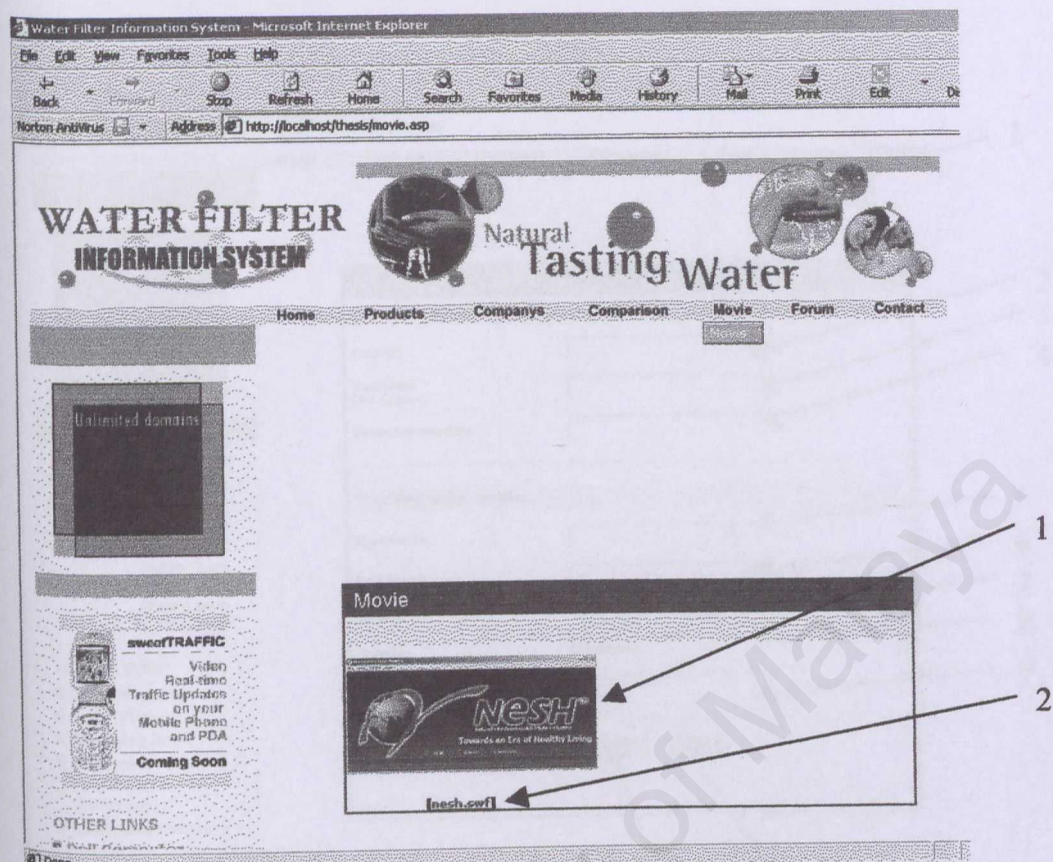 Water Filter Information System - Microsoft Internet Explorer
File Edit View Favorites Tools Help
Back Forward Stop Refresh Home Search Favorites Media History Mail Print Edit
Norton AntiVirus Address http://localhost/thesis/movie.asp
WATER FILTER
INFORMATION SYSTEM
Natural
Tasting Water
Home Products Companys Comparison Movie Forum Contact
Movie
Unlimited domains
1
Movie
sweetTRAFFIC
Video
Real-time
Traffic Updates
on your
Mobile Phone
and PDA
Coming Soon
NESH
Towards an Era of Healthy Living
2
[nesh.swf]
OTHER LINKS
of Malaya